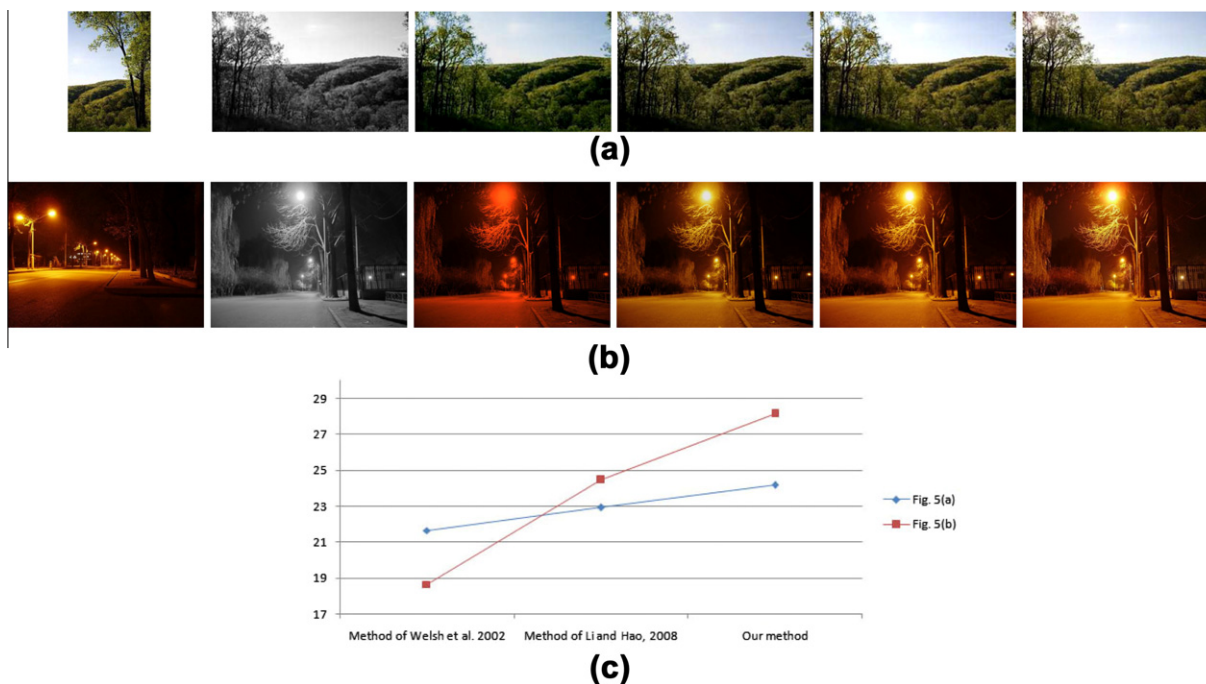 (a)
(b)
29
27
25
23
21
19
17
Fig. 5(a)
Fig. 5(b)
Method of Welsh et al. 2002 Method of Li and Hao, 2008 Our method
(c)